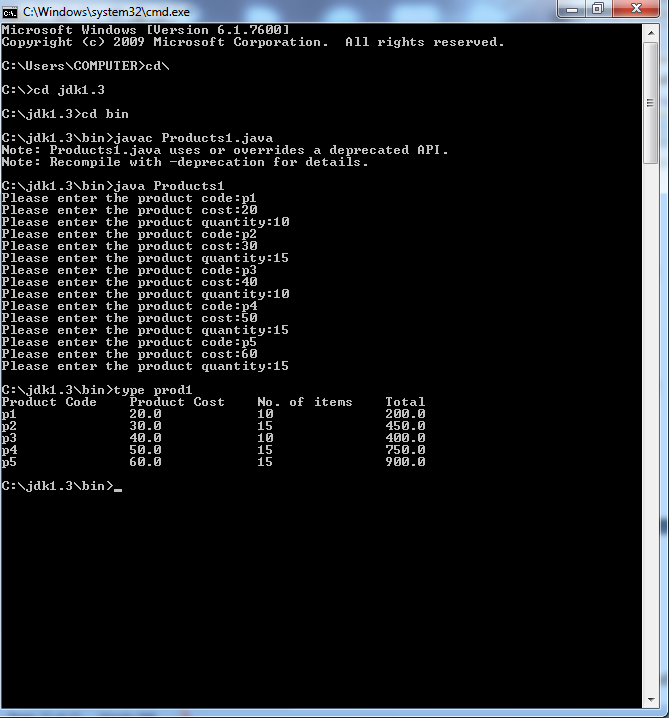 C:\Windows\system32\cmd.exe
Microsoft Windows [Version 6.1.7600]
Copyright (c) 2009 Microsoft Corporation.  All rights reserved.
C:\Users\COMPUTER>cd\
C:\>cd jdk1.3
C:\jdk1.3>cd bin
C:\jdk1.3\bin>javac Products1.java
Note: Products1.java uses or overrides a deprecated API.
Note: Recompile with -deprecation for details.
C:\jdk1.3\bin>java Products1
Please enter the product code:p1
Please enter the product cost:20
Please enter the product quantity:10
Please enter the product code:p2
Please enter the product cost:30
Please enter the product quantity:15
Please enter the product code:p3
Please enter the product cost:40
Please enter the product quantity:10
Please enter the product code:p4
Please enter the product cost:50
Please enter the product quantity:15
Please enter the product code:p5
Please enter the product cost:60
Please enter the product quantity:15
C:\jdk1.3\bin>type prod1
Product Code    Product Cost    No. of items    Total
p1              20.0            10              200.0
p2              30.0            15              450.0
p3              40.0            10              400.0
p4              50.0            15              750.0
p5              60.0            15              900.0
C:\jdk1.3\bin>_